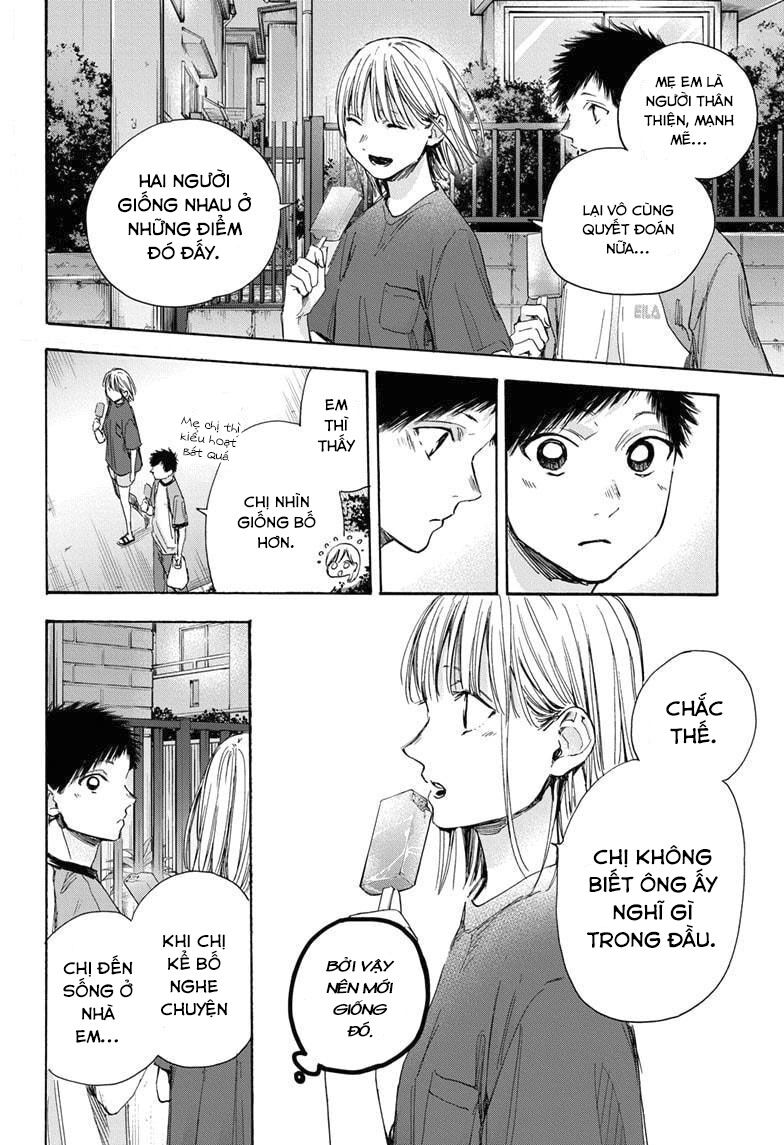 MẸ EM LÀ
NGƯỜI THÂN
THIỆN, MẠNH
MẼ...
LẠI VÔ CÙNG
QUYẾT ĐOÁN
NỮA...
EILA
HAI NGƯỜI
GIỐNG NHAU Ở
NHỮNG ĐIỂM
ĐÓ ĐẤY.
EM
THÌ
THẤY
CHỊ NHÌN
GIỐNG BỐ
HƠN.
Mẹ chị thì
kiểu hoạt
bát quá
CHẮC
THẾ.
CHỊ KHÔNG
BIẾT ÔNG ẤY
NGHĨ GÌ
TRONG ĐẦU.
BỞI VẬY
NÊN MỚI
GIỐNG
ĐÓ.
KHI CHỊ
KỂ BỐ
NGHE
CHUYỆN
CHỊ ĐẾN
SỐNG Ở
NHÀ
EM...